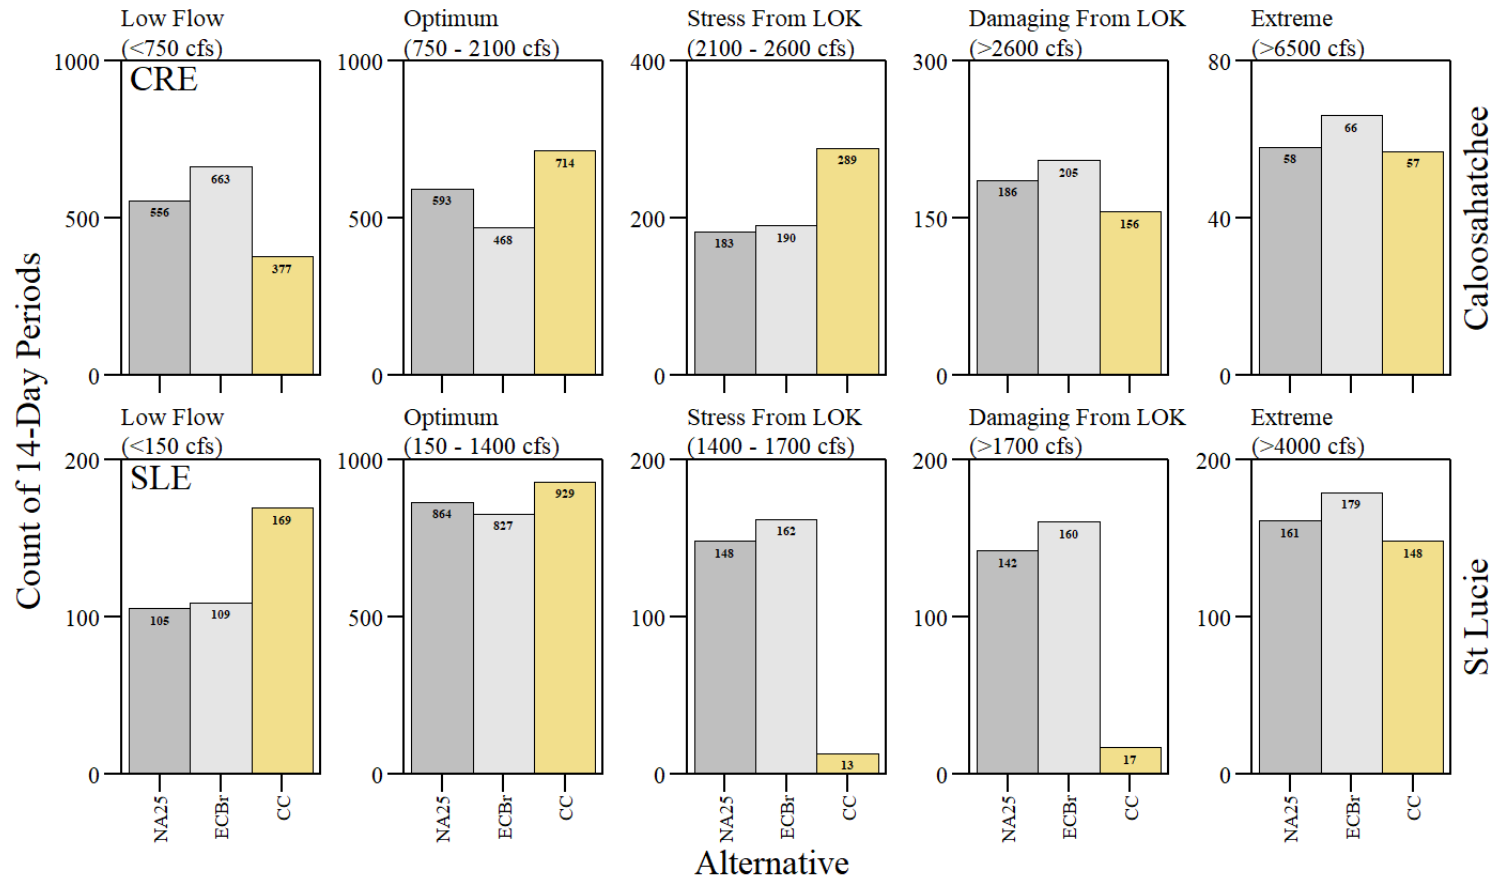 Low Flow
(<750 cfs)
Optimum
(750 - 2100 cfs)
Stress From LOK
(2100 - 2600 cfs)
Damaging From LOK
(>2600 cfs)
Extreme
(>6500 cfs)
CRE
1000
500
0
556
663
377
1000
500
0
593
468
714
400
200
0
183
190
289
300
150
0
186
205
156
80
40
0
58
66
57
Caloosahatchee
Count of 14-Day Periods
Low Flow
(<150 cfs)
Optimum
(150 - 1400 cfs)
Stress From LOK
(1400 - 1700 cfs)
Damaging From LOK
(>1700 cfs)
Extreme
(>4000 cfs)
SLE
200
100
0
105
109
169
1000
500
0
864
827
929
200
100
0
148
162
13
200
100
0
142
160
17
200
100
0
161
179
148
St Lucie
NA25
ECBr
CC
NA25
ECBr
CC
NA25
ECBr
CC
NA25
ECBr
CC
NA25
ECBr
CC
Alternative